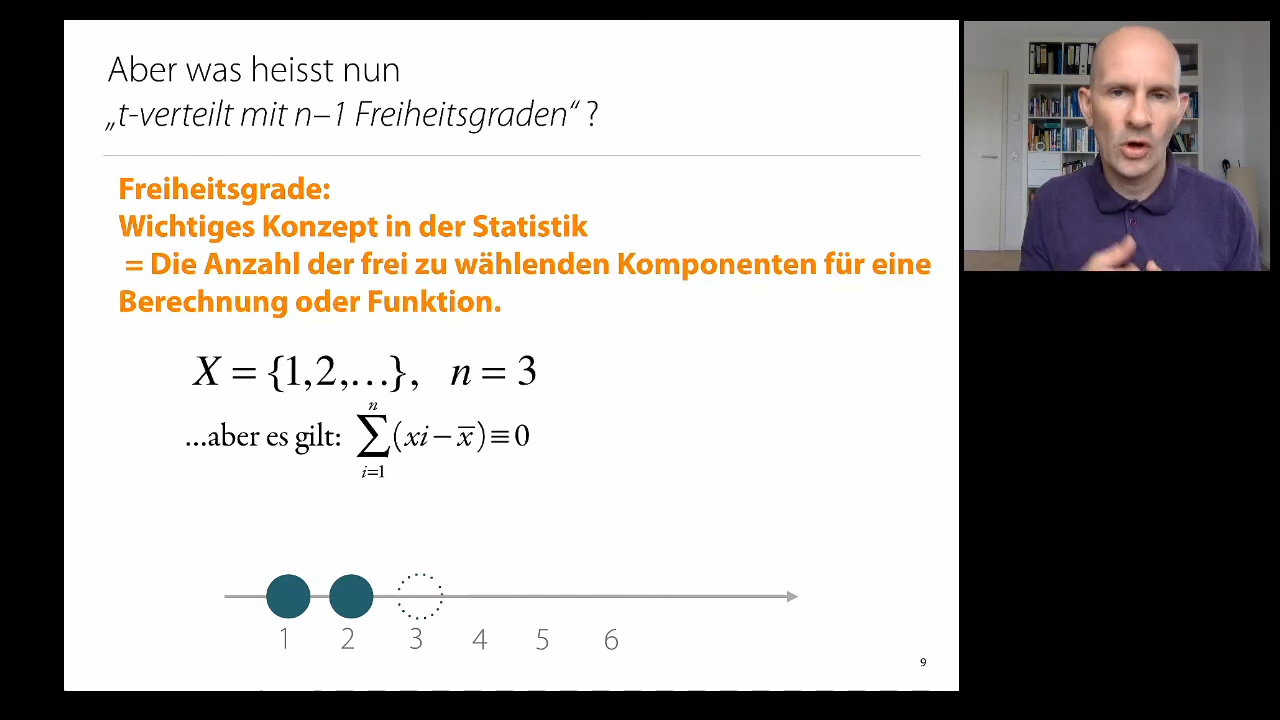 Aber was heisst nun
„t-verteilt mit n–1 Freiheitsgraden“ ?
Freiheitsgrade:
Wichtiges Konzept in der Statistik
= Die Anzahl der frei zu wählenden Komponenten für eine
Berechnung oder Funktion.
X = {1,2,…}, n = 3
…aber es gilt: ∑ⁿᵢ₌₁(xi − x̅) ≡ 0
1 2 3 4 5 6
9